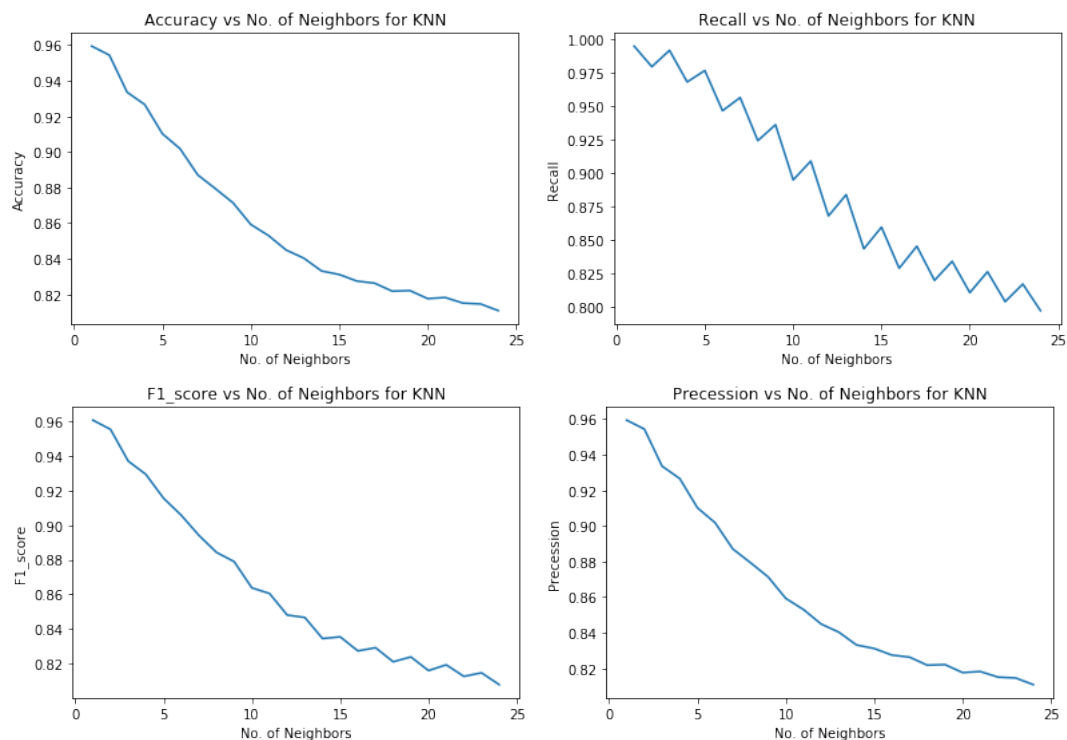 Accuracy vs No. of Neighbors for KNN
0.96
0.94
0.92
0.90
0.88
0.86
0.84
0.82
Accuracy
0 5 10 15 20 25
No. of Neighbors
Recall vs No. of Neighbors for KNN
1.000
0.975
0.950
0.925
0.900
0.875
0.850
0.825
0.800
Recall
0 5 10 15 20 25
No. of Neighbors
F1_score vs No. of Neighbors for KNN
0.96
0.94
0.92
0.90
0.88
0.86
0.84
0.82
F1_score
0 5 10 15 20 25
No. of Neighbors
Precession vs No. of Neighbors for KNN
0.96
0.94
0.92
0.90
0.88
0.86
0.84
0.82
Precession
0 5 10 15 20 25
No. of Neighbors